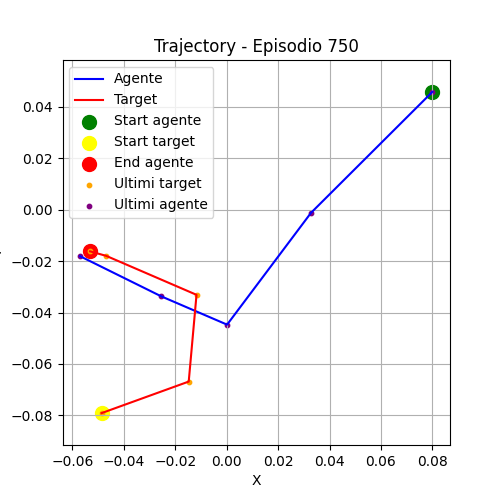 Trajectory - Episodio 750
Agente
Target
Start agente
Start target
End agente
Ultimi target
Ultimi agente
0.04
0.02
0.00
−0.02
−0.04
−0.06
−0.08
−0.06 −0.04 −0.02 0.00 0.02 0.04 0.06 0.08
X